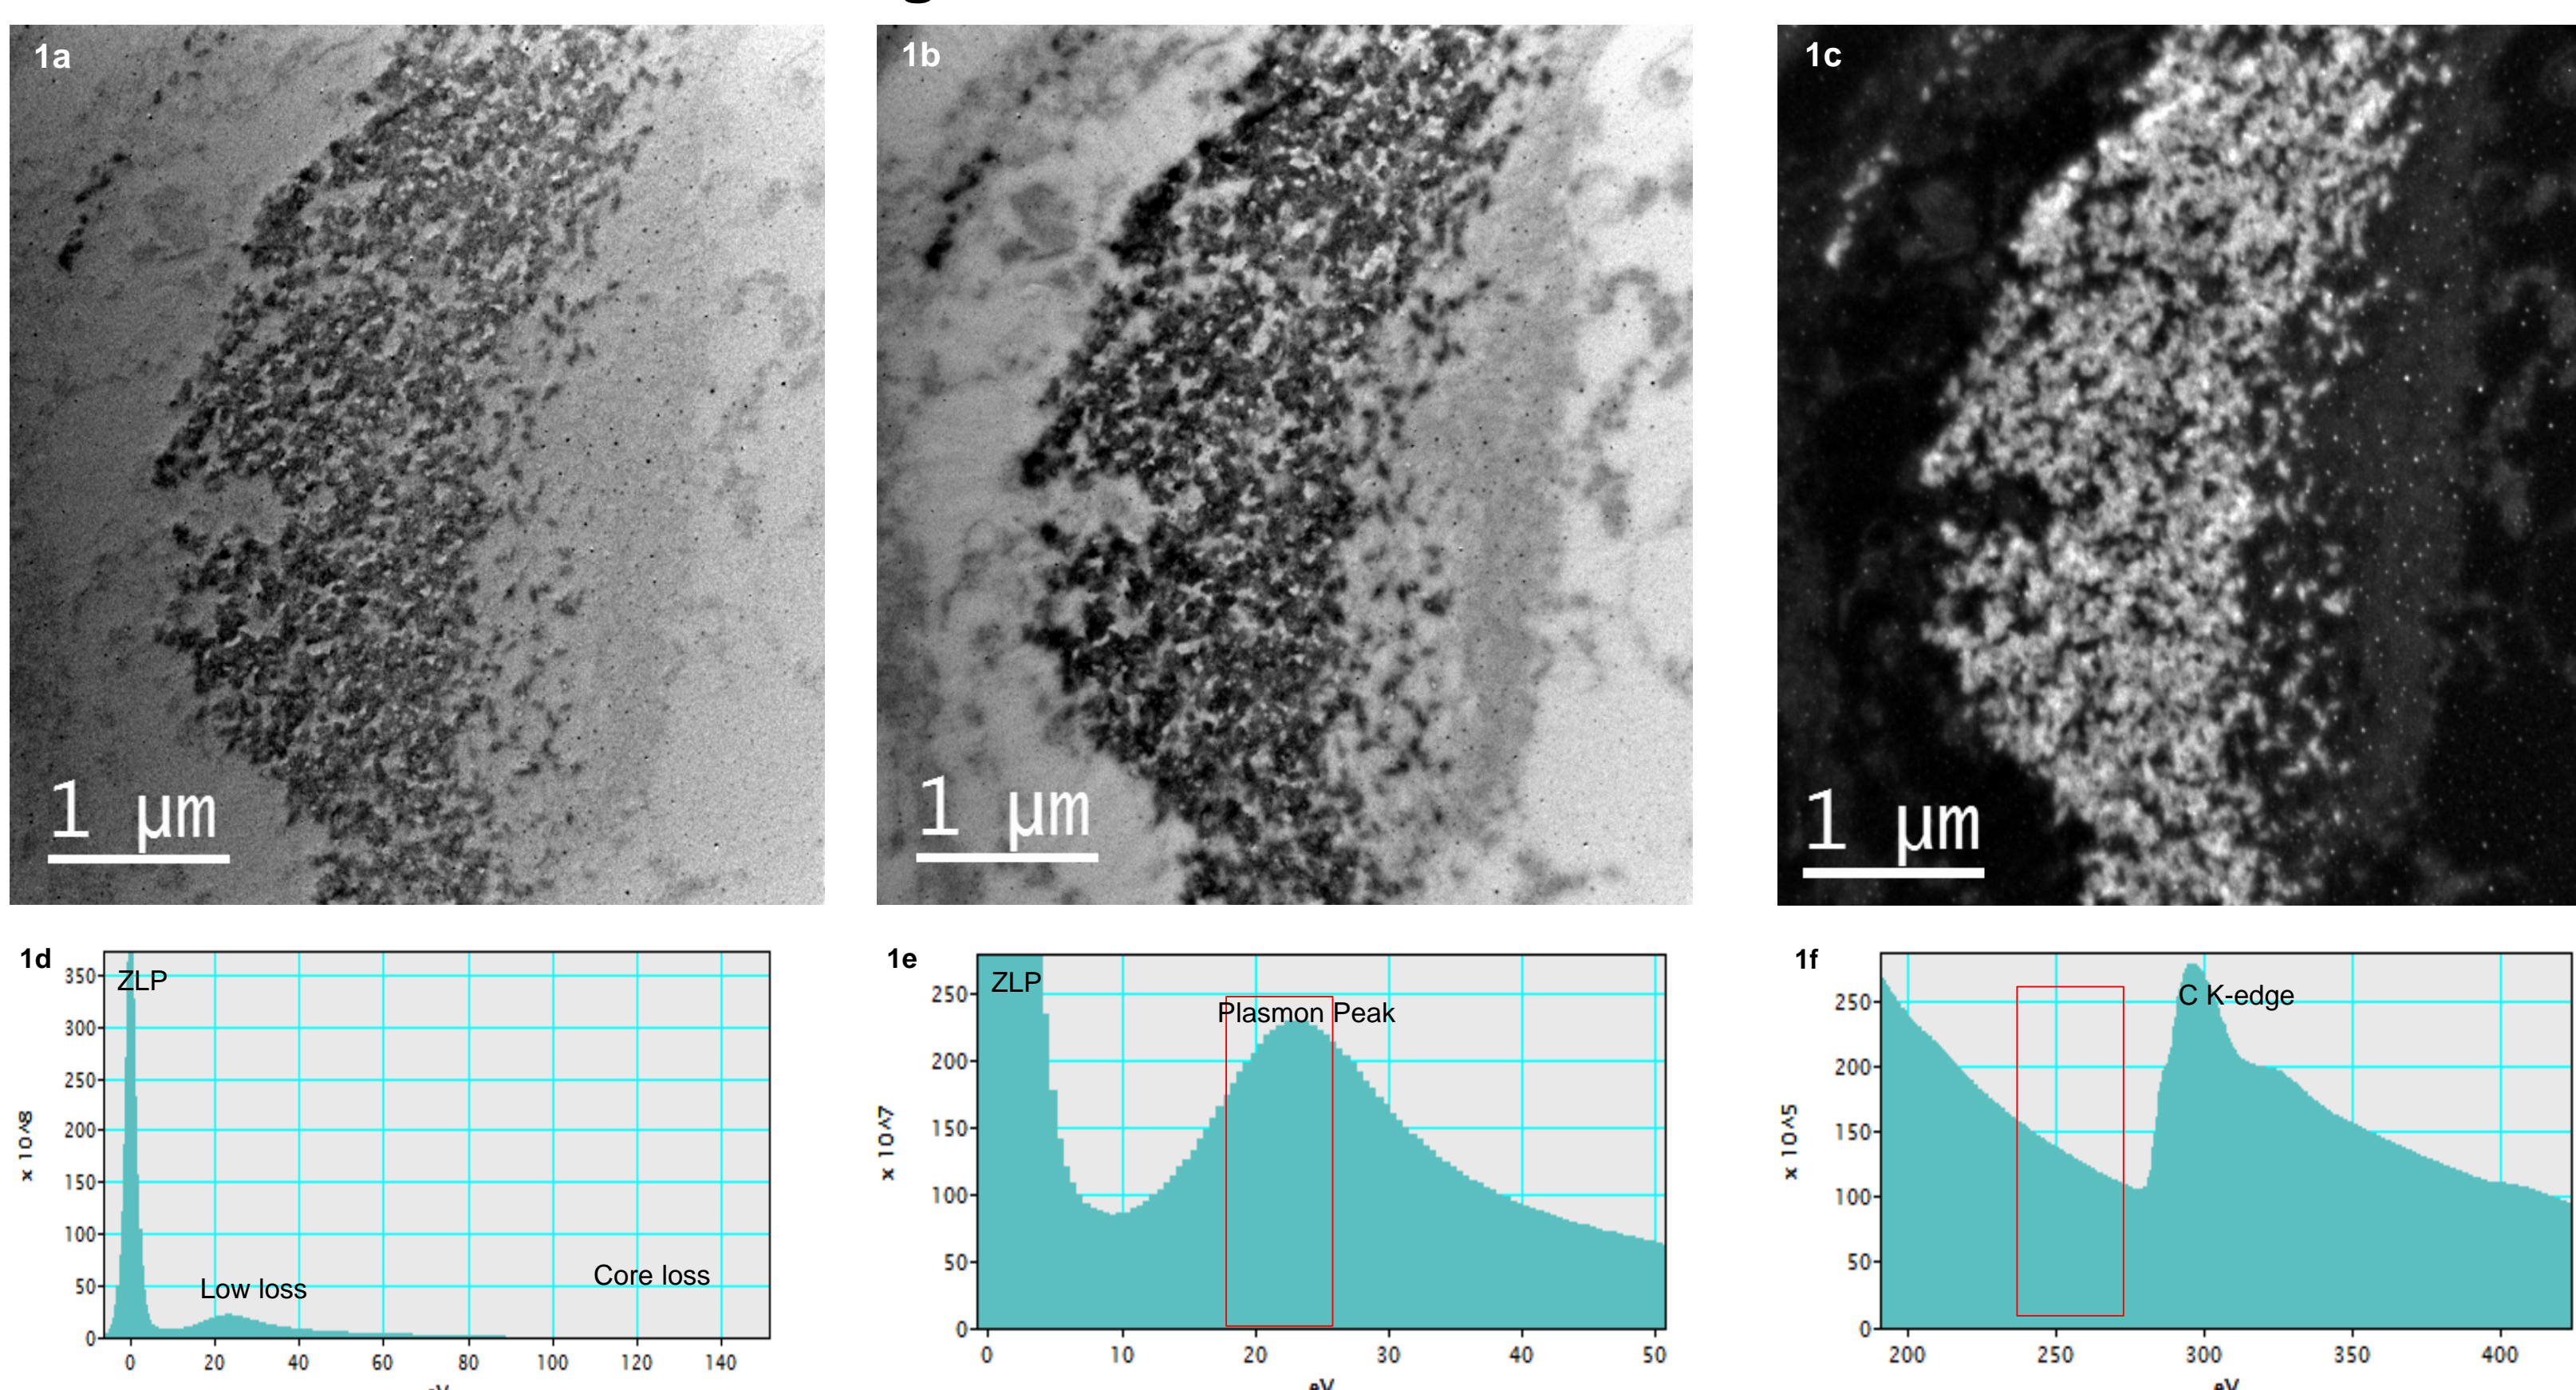 1a
1b
1c
1 μm
1 μm
1 μm
1d
ZLP
Low loss
Core loss
x 10^8
350
300
250
200
150
100
50
0
0 20 40 60 80 100 120 140
1e
ZLP
Plasmon Peak
x 10^7
250
200
150
100
50
0
0 10 20 30 40 50
eV
1f
C K-edge
x 10^5
250
200
150
100
50
0
200 250 300 350 400
eV